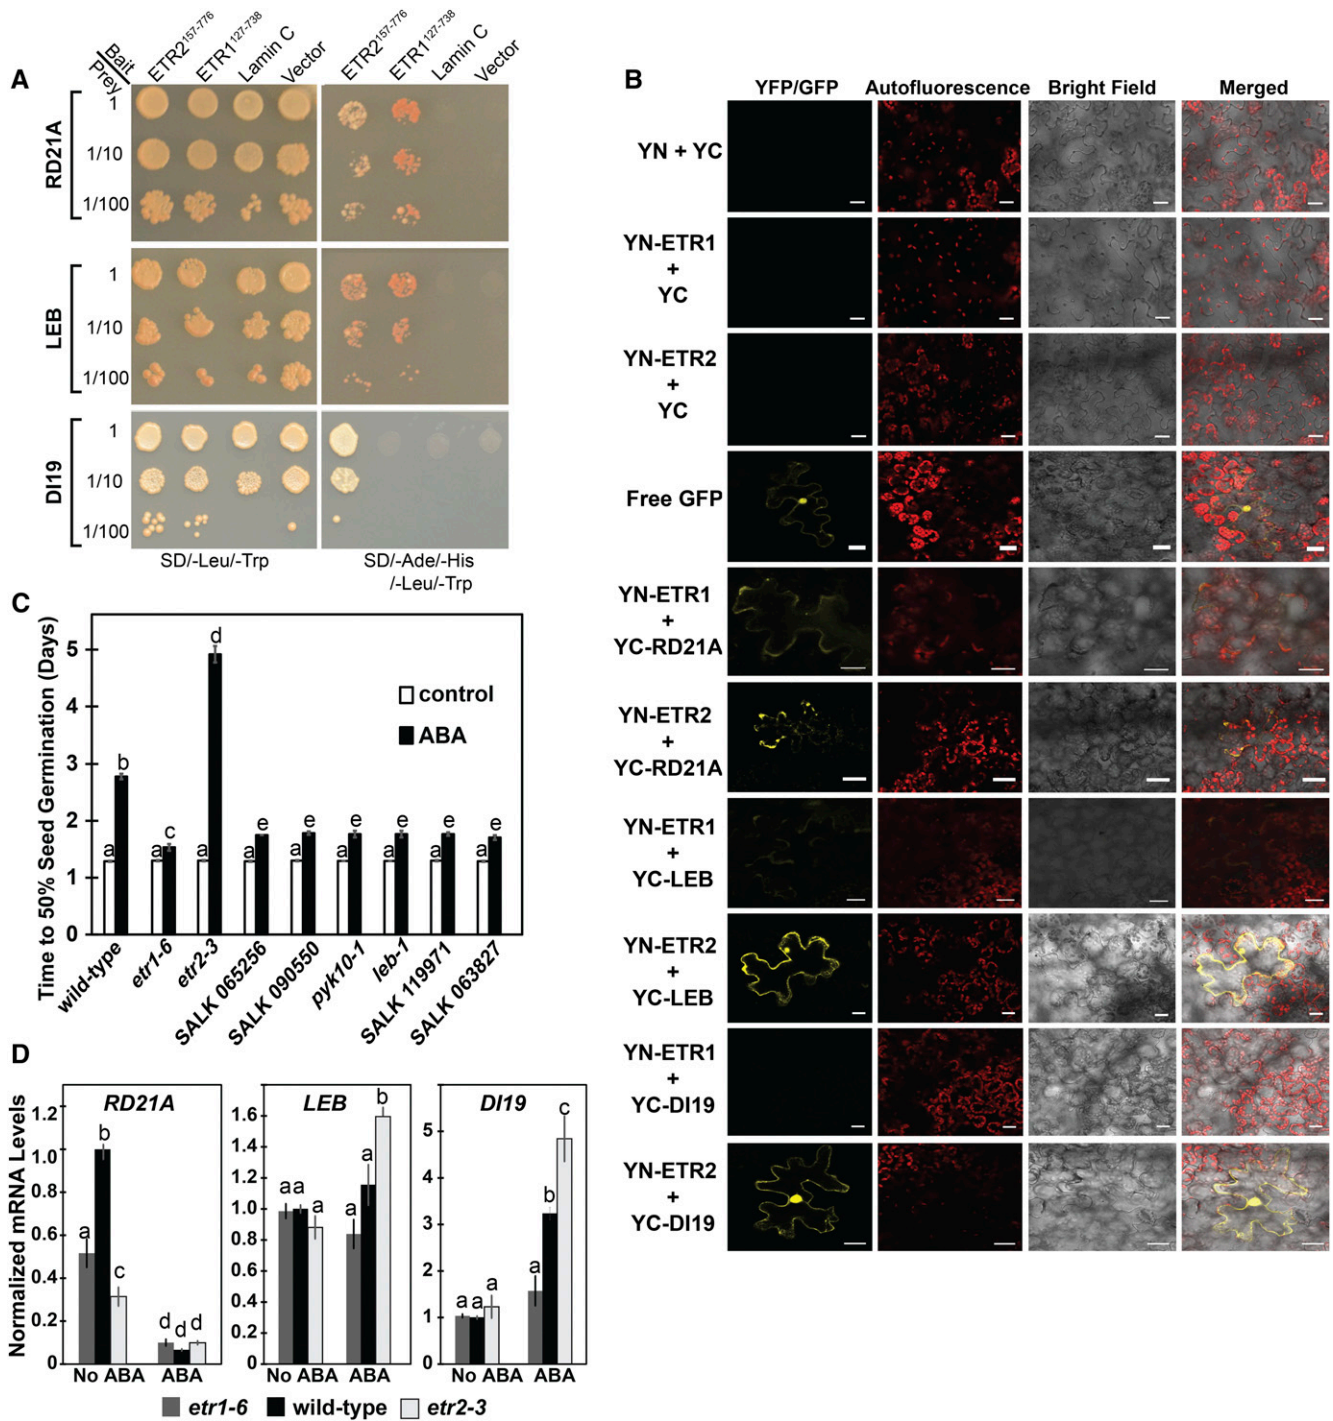 A
Bait
Prey
ETR2157-776
ETR1127-738
Lamin C
Vector
ETR2157-776
ETR1127-738
Lamin C
Vector
RD21A
1
1/10
1/100
LEB
1
1/10
1/100
DI19
1
1/10
1/100
SD/-Leu/-Trp
SD/-Ade/-His
/-Leu/-Trp
B
YFP/GFP
Autofluorescence
Bright Field
Merged
YN + YC
YN-ETR1
+
YC
YN-ETR2
+
YC
Free GFP
YN-ETR1
+
YC-RD21A
YN-ETR2
+
YC-RD21A
YN-ETR1
+
YC-LEB
YN-ETR2
+
YC-LEB
YN-ETR1
+
YC-DI19
YN-ETR2
+
YC-DI19
C
Time to 50% Seed Germination (Days)
5
4
3
2
1
0
control
ABA
a b
a c
a d
a e
a e
a e
a e
a e
a e
wild-type
etr1-6
etr2-3
SALK 065256
SALK 090550
pyk10-1
leb-1
SALK 119971
SALK 063827
D
Normalized mRNA Levels
RD21A
1.2
1.0
0.8
0.6
0.4
0.2
0
a b c
d d d
No ABA
ABA
LEB
1.6
1.4
1.2
1.0
0.8
0.6
0.4
0.2
0
a a a
a a b
No ABA
ABA
DI19
5
4
3
2
1
0
a a a
a b c
No ABA
ABA
etr1-6
wild-type
etr2-3